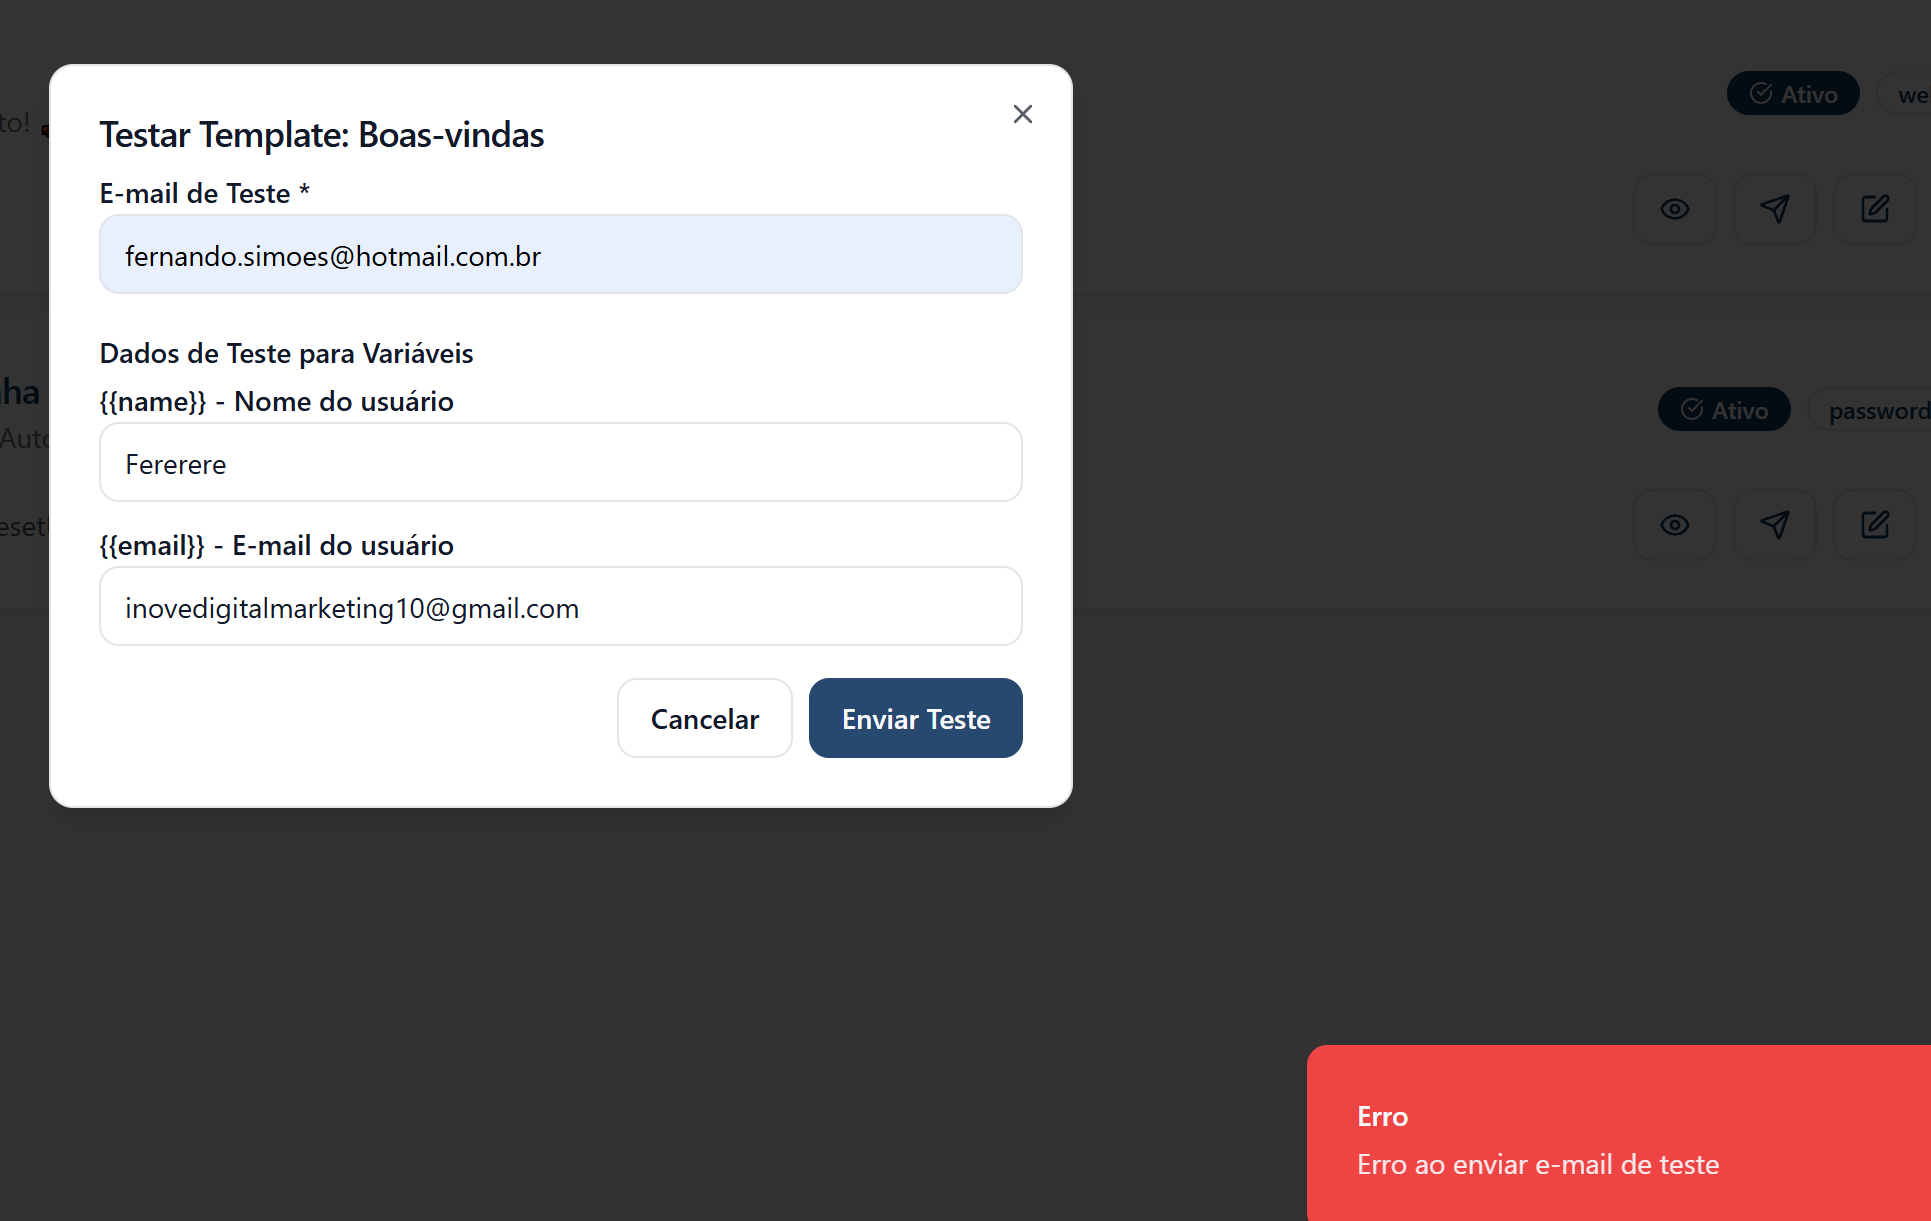 Testar Template: Boas-vindas
E-mail de Teste *
fernando.simoes@hotmail.com.br
Dados de Teste para Variáveis
{{name}} - Nome do usuário
Fererere
{{email}} - E-mail do usuário
inovedigitalmarketing10@gmail.com
Cancelar
Enviar Teste
to!
Ativo
we
ha
Auto
Ativo
password
eset
Erro
Erro ao enviar e-mail de teste